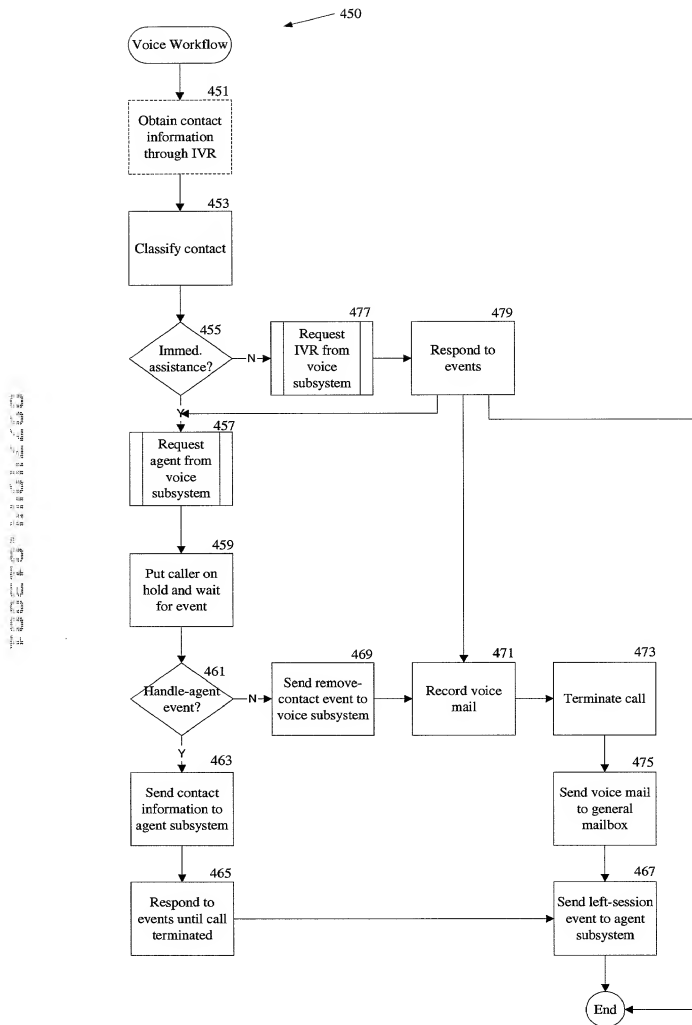 450
Voice Workflow
451
Obtain contact
information
through IVR
453
Classify contact
455
Immed.
assistance?
N
477
Request
IVR from
voice
subsystem
479
Respond to
events
Y
457
Request
agent from
voice
subsystem
459
Put caller on
hold and wait
for event
461
Handle-agent
event?
N
469
Send remove-
contact event to
voice subsystem
471
Record voice
mail
473
Terminate call
Y
463
Send contact
information to
agent subsystem
475
Send voice mail
to general
mailbox
465
Respond to
events until call
terminated
467
Send left-session
event to agent
subsystem
End